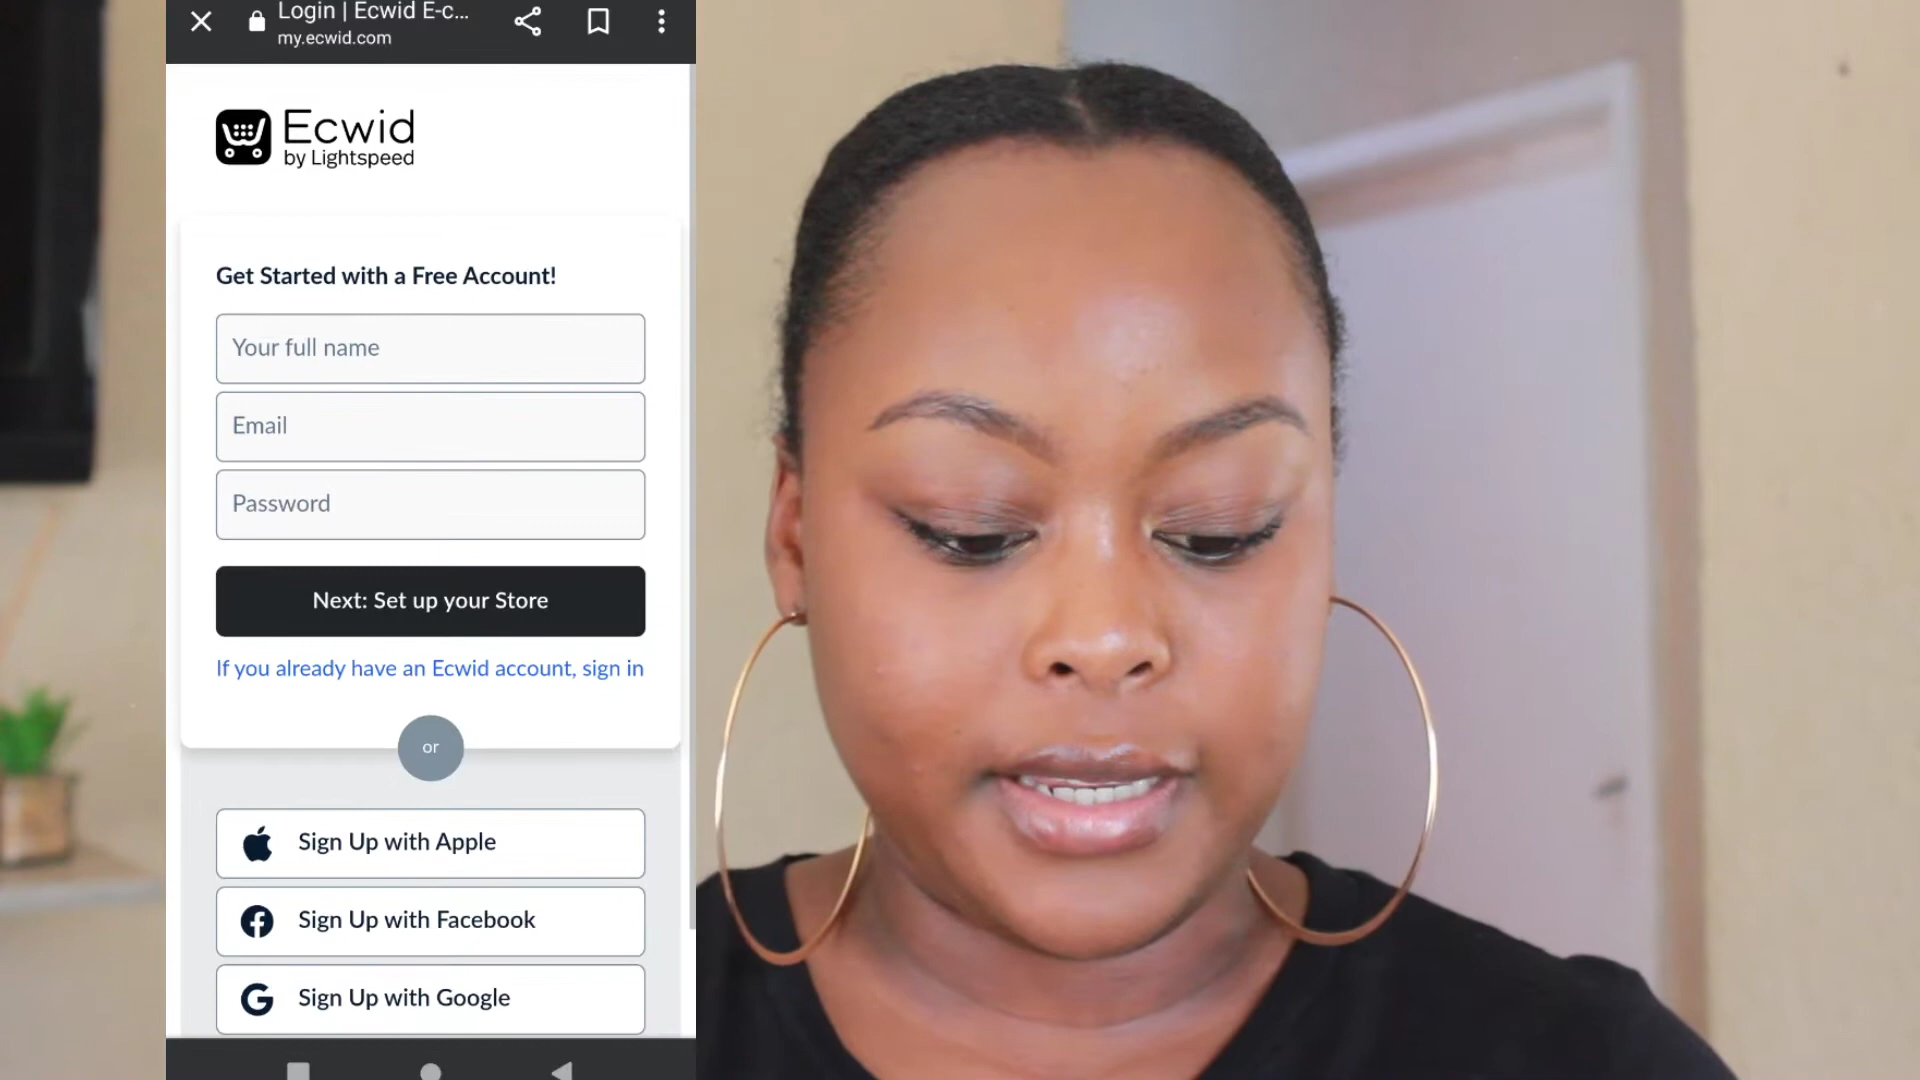 Login | Ecwid E-c...
my.ecwid.com
Ecwid
by Lightspeed
Get Started with a Free Account!
Your full name
Email
Password
Next: Set up your Store
If you already have an Ecwid account, sign in
or
Sign Up with Apple
Sign Up with Facebook
Sign Up with Google